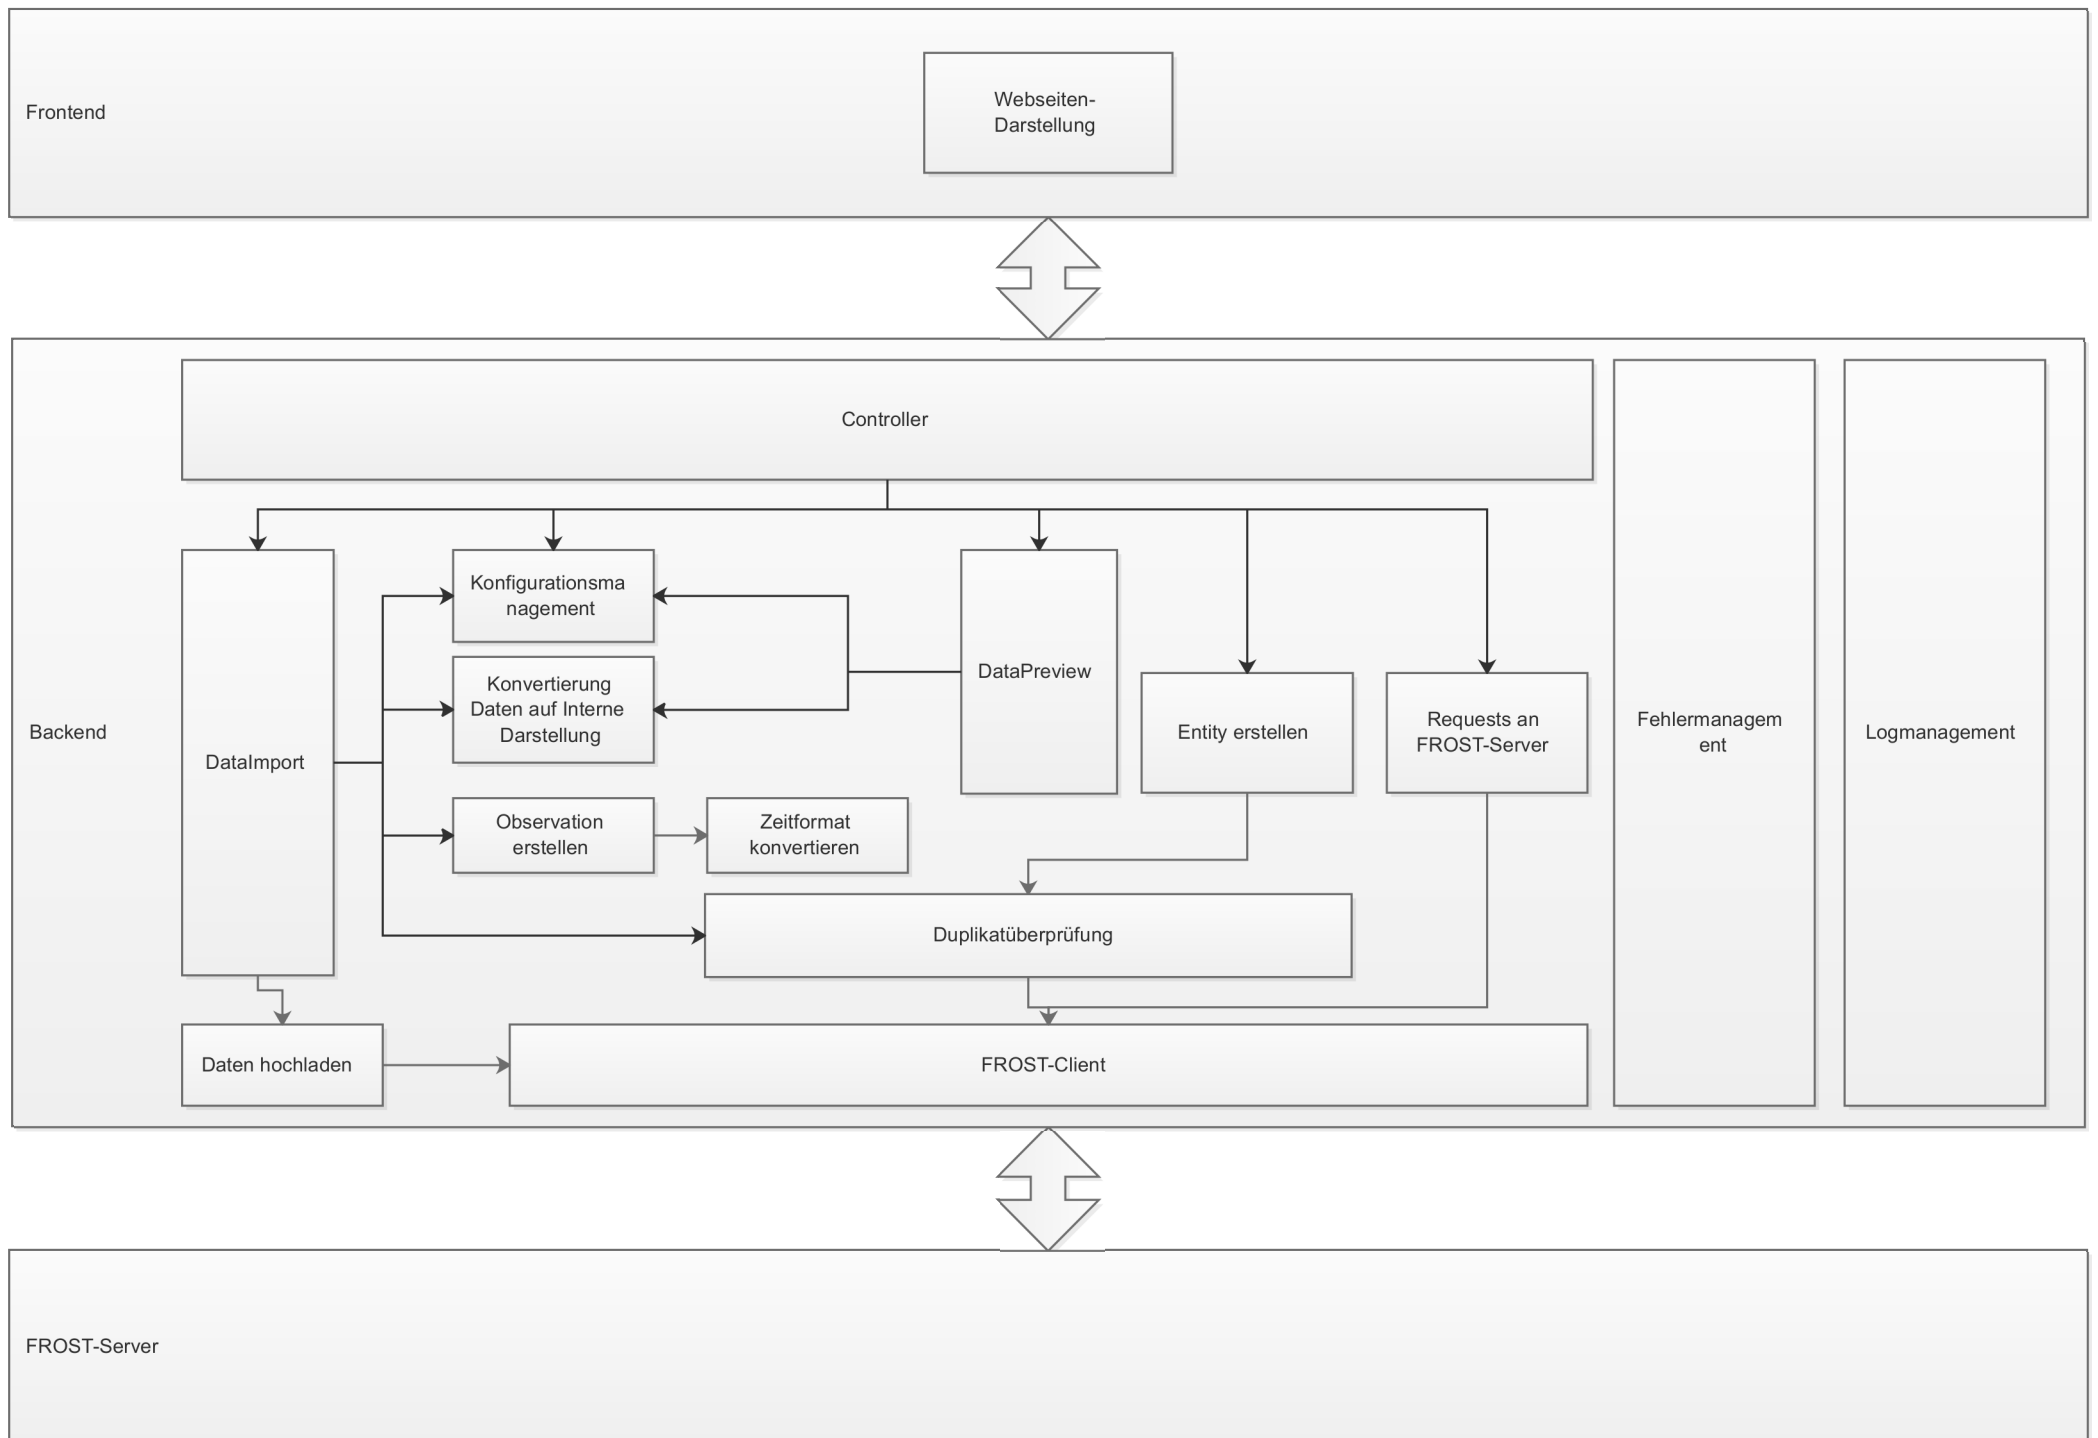 Webseiten-
Darstellung
Frontend
Controller
Konfigurationsma
nagement
Konvertierung
Daten auf Interne
Darstellung
DataPreview
Requests an
FROST-Server
Entity erstellen
Fehlermanagem
ent
Logmanagement
Backend
DataImport
Observation
erstellen
Zeitformat
konvertieren
Duplikatüberprüfung
Daten hochladen
FROST-Client
FROST-Server